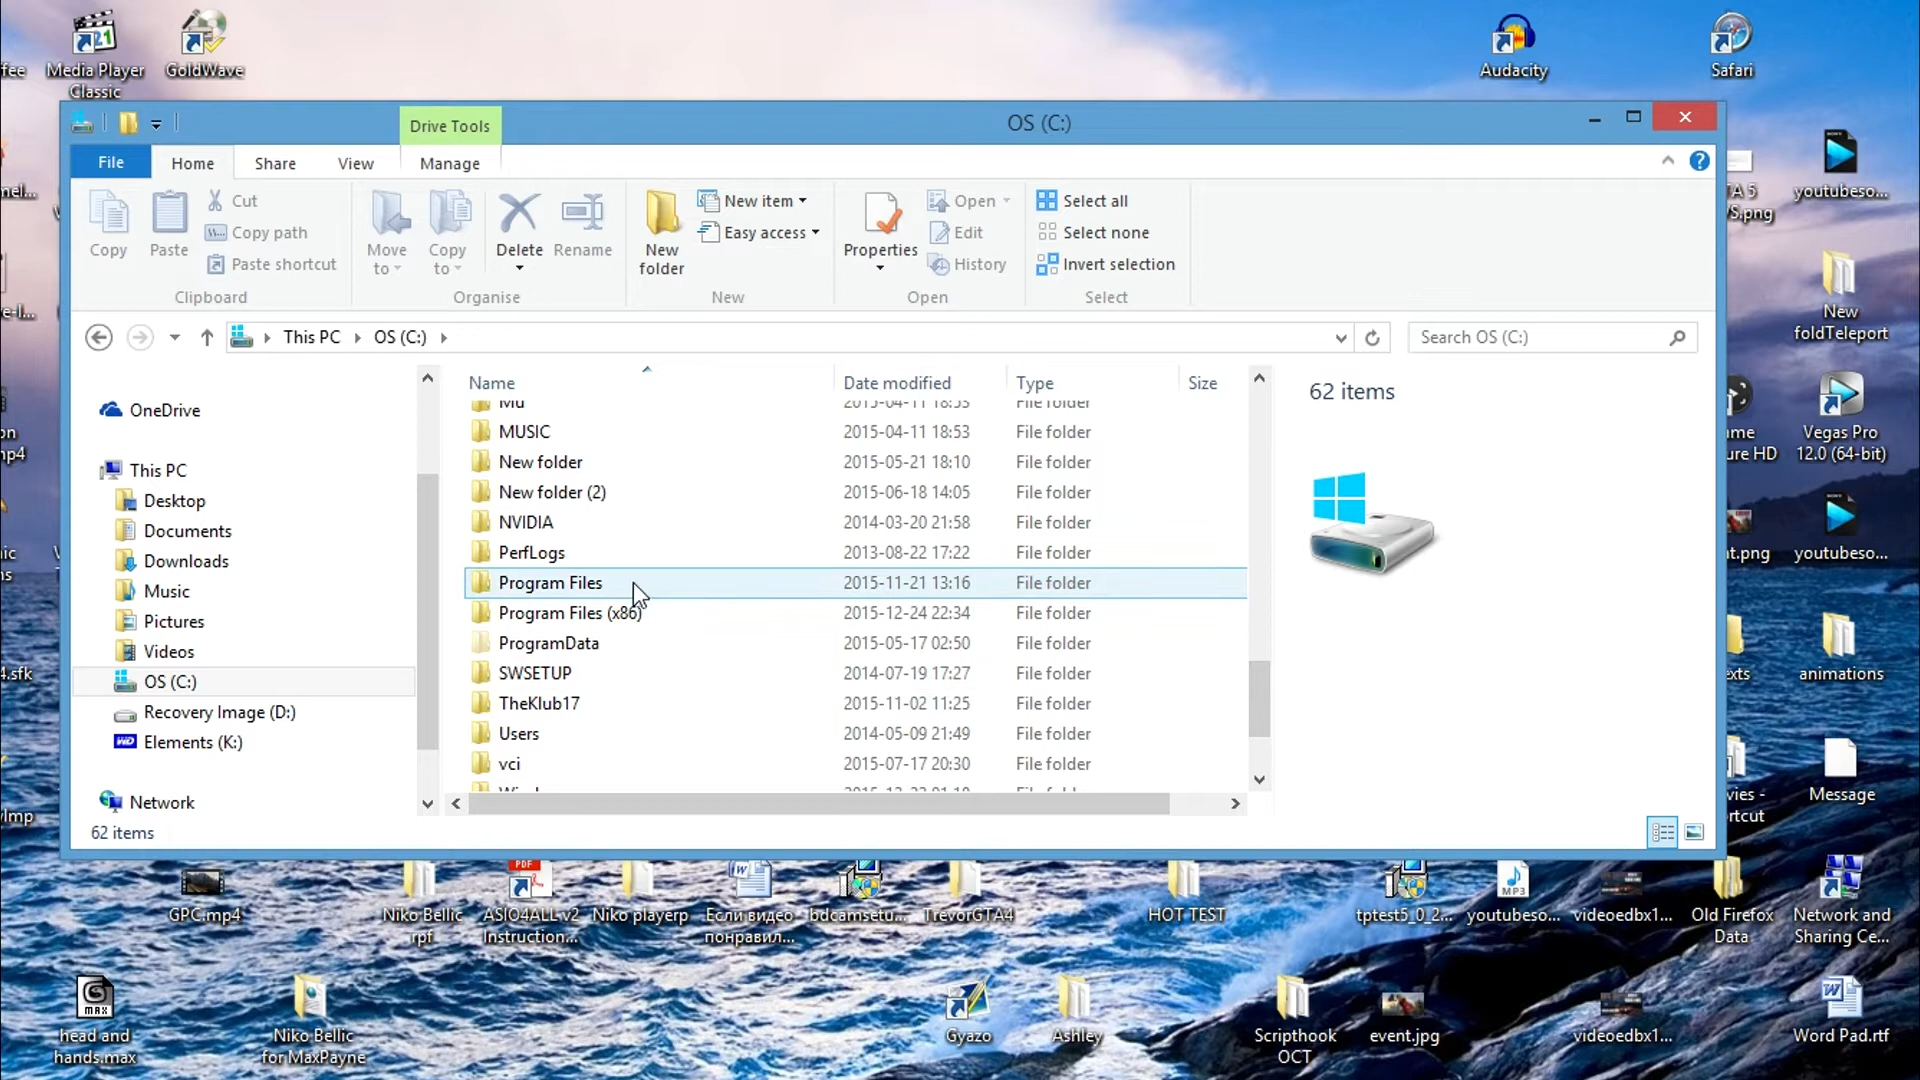 fee
Media Player
Classic
GoldWave
Audacity
Safari
Drive Tools
OS (C:)
File
Home
Share
View
Manage
Copy
Paste
Cut
Copy path
Paste shortcut
Clipboard
Move
to
Copy
to
Delete
Rename
Organise
New
folder
New item
Easy access
New
Properties
Open
Edit
History
Open
Select all
Select none
Invert selection
Select
This PC
OS (C:)
Search OS (C:)
OneDrive
This PC
Desktop
Documents
Downloads
Music
Pictures
Videos
OS (C:)
Recovery Image (D:)
Elements (K:)
Network
62 items
Name
Date modified
Type
Size
Mu 2015-04-11 18:53 File folder
MUSIC 2015-04-11 18:53 File folder
New folder 2015-05-21 18:10 File folder
New folder (2) 2015-06-18 14:05 File folder
NVIDIA 2014-03-20 21:58 File folder
PerfLogs 2013-08-22 17:22 File folder
Program Files 2015-11-21 13:16 File folder
Program Files (x86) 2015-12-24 22:34 File folder
ProgramData 2015-05-17 02:50 File folder
SWSETUP 2014-07-19 17:27 File folder
TheKlub17 2015-11-02 11:25 File folder
Users 2014-05-09 21:49 File folder
vci 2015-07-17 20:30 File folder
62 items
youtubeso...
New
foldTeleport
Vegas Pro
12.0 (64-bit)
youtubeso...
animations
Message
GPC.mp4
Niko Bellic
rpf
PDF
ASIO4ALL v2
Instruction...
Niko playerp
Если видео
понравил...
bdcamsetu...
TrevorGTA4
HOT TEST
tptest5_0_2...
MP3
youtubeso...
videoedbx1...
Old Firefox
Data
Network and
Sharing Ce...
MAX
head and
hands.max
Niko Bellic
for MaxPayne
Gyazo
Ashley
Scripthook
OCT
event.jpg
videoedbx1...
Word Pad.rtf